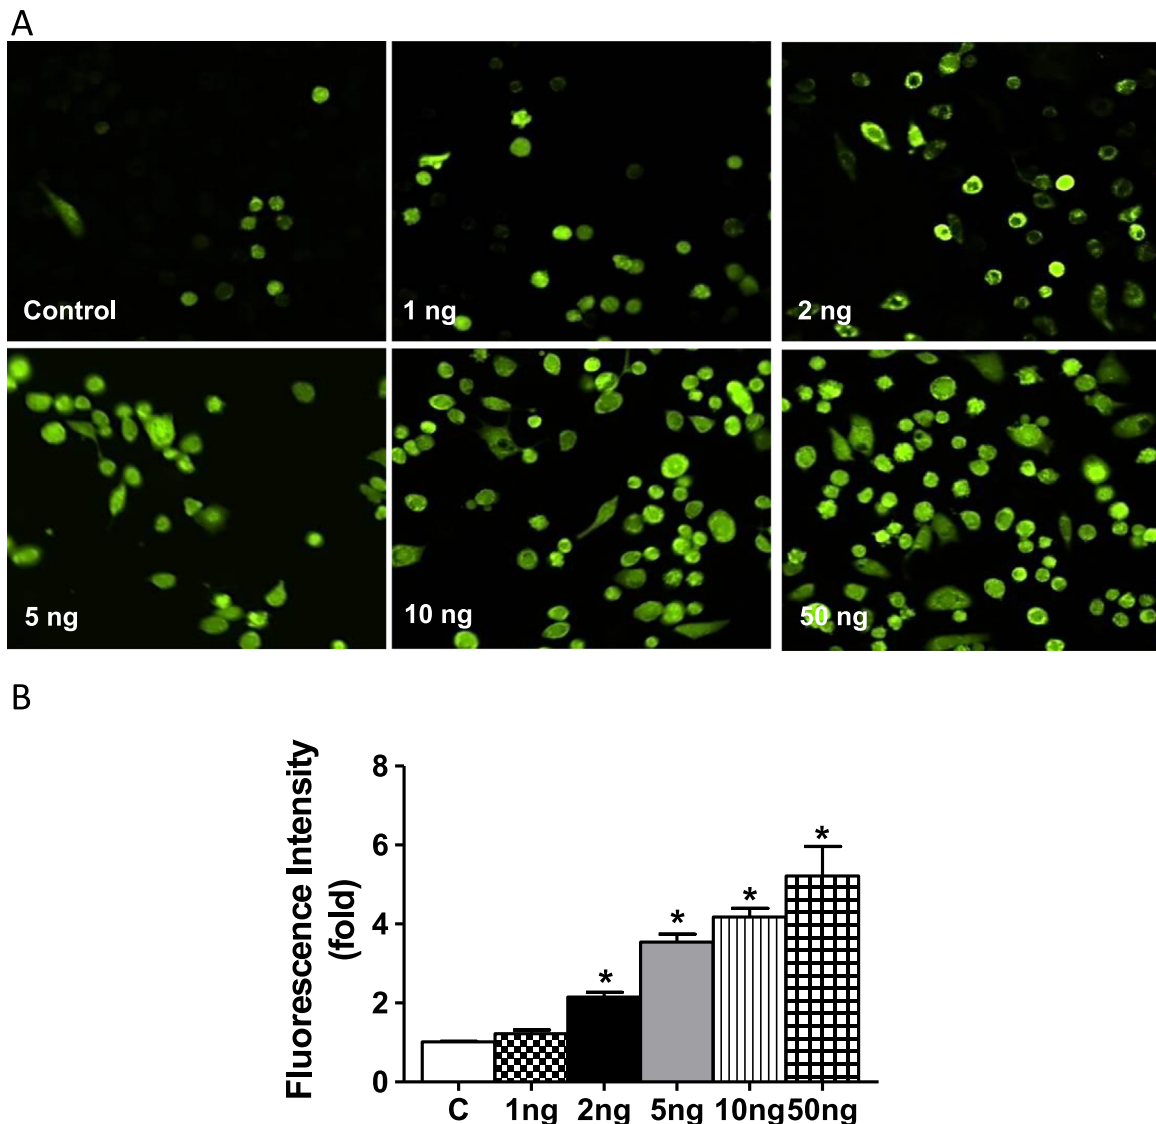 A
Control
1 ng
2 ng
5 ng
10 ng
50 ng
B
Fluorescence Intensity
(fold)
8
6
4
2
0
*
*
*
*
C
1ng
2ng
5ng
10ng
50ng